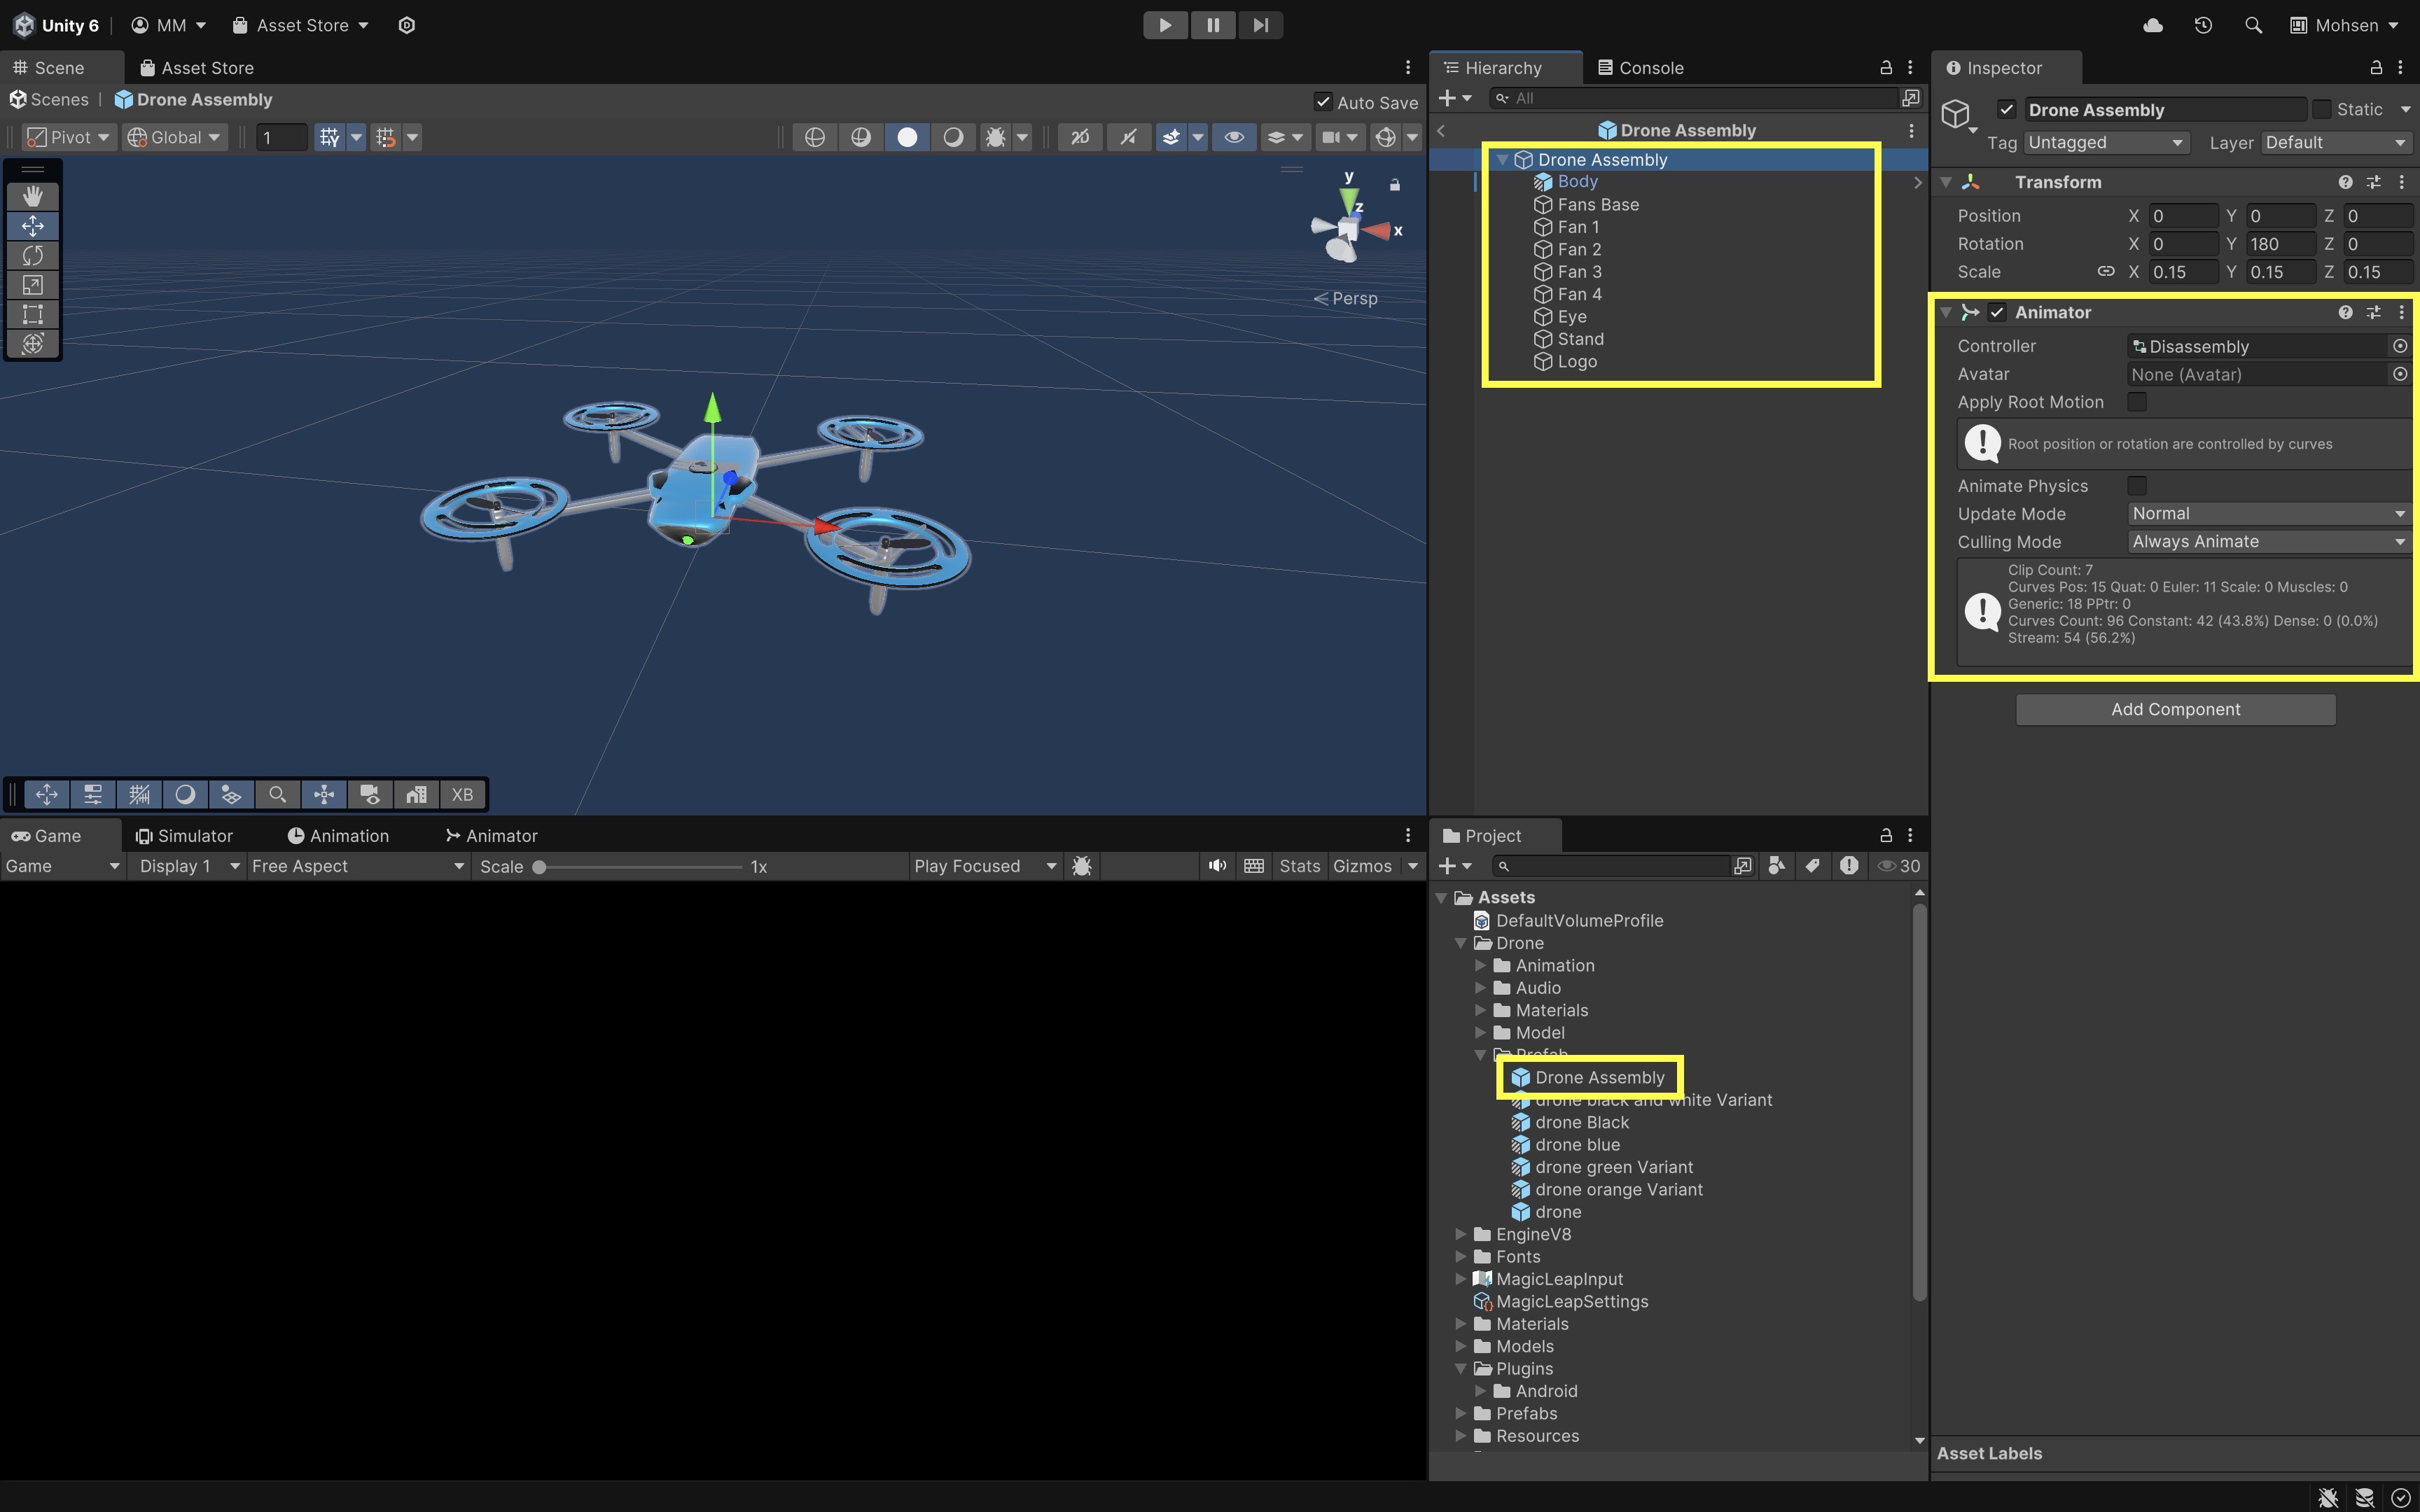 Unity 6 MM Asset Store Mohsen
Scene Asset Store
Scenes Drone Assembly Auto Save
Pivot Global 1 2D
y
z
x
Persp
XB
Hierarchy Console
All
Drone Assembly
Drone Assembly
Body
Fans Base
Fan 1
Fan 2
Fan 3
Fan 4
Eye
Stand
Logo
Inspector
Drone Assembly Static
Tag Untagged Layer Default
Transform
Position X 0 Y 0 Z 0
Rotation X 0 Y 180 Z 0
Scale X 0.15 Y 0.15 Z 0.15
Animator
Controller Disassembly
Avatar None (Avatar)
Apply Root Motion
Root position or rotation are controlled by curves
Animate Physics
Update Mode Normal
Culling Mode Always Animate
Clip Count: 7
Curves Pos: 15 Quat: 0 Euler: 11 Scale: 0 Muscles: 0
Generic: 18 PPtr: 0
Curves Count: 96 Constant: 42 (43.8%) Dense: 0 (0.0%)
Stream: 54 (56.2%)
Add Component
Asset Labels
Game Simulator Animation Animator
Game Display 1 Free Aspect Scale 1x Play Focused Stats Gizmos
Project
30
Assets
DefaultVolumeProfile
Drone
Animation
Audio
Materials
Model
Prefab
Drone Assembly
drone black and white Variant
drone Black
drone blue
drone green Variant
drone orange Variant
drone
EngineV8
Fonts
MagicLeapInput
MagicLeapSettings
Materials
Models
Plugins
Android
Prefabs
Resources